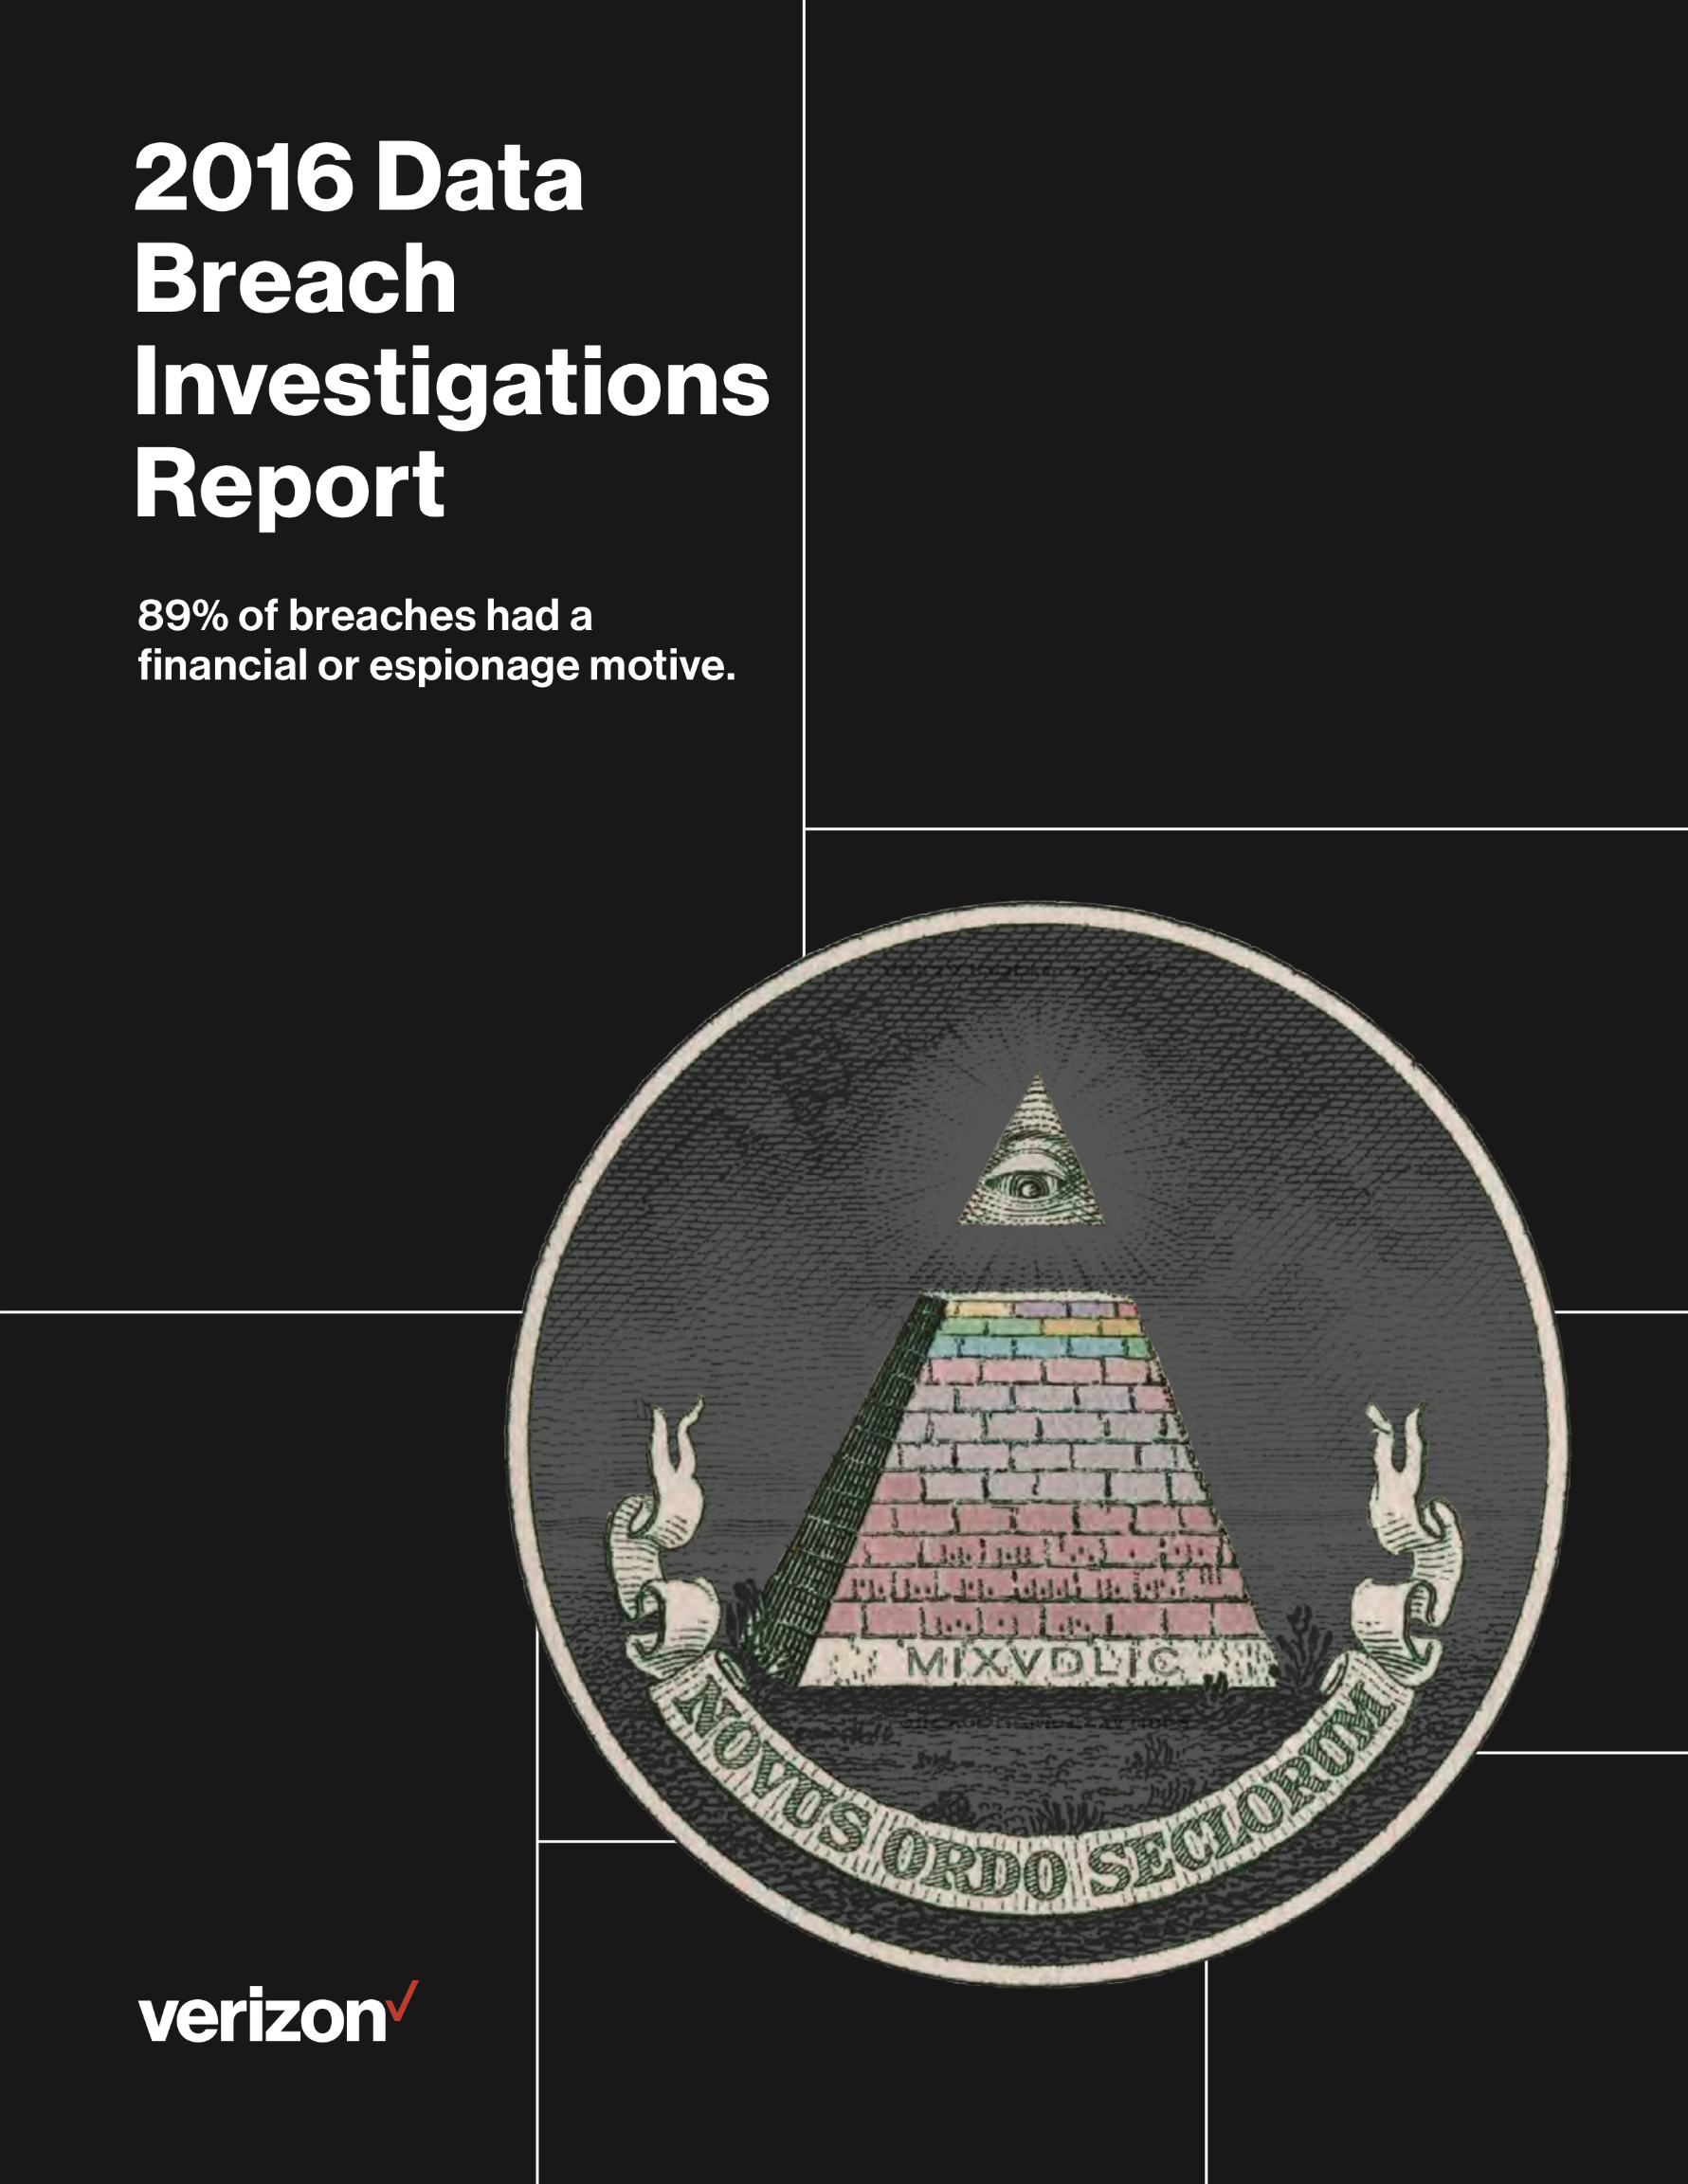 2016 Data
Breach
Investigations
Report
89% of breaches had a
financial or espionage motive.
MIXVDLIC
NOVUS ORDO SECLORUM
verizon